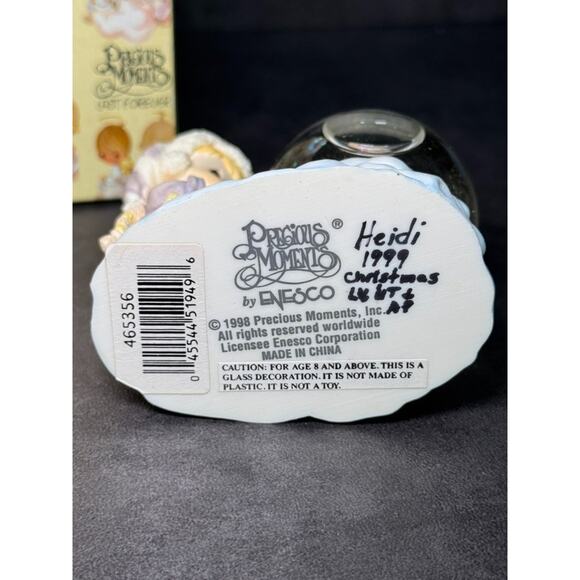 PRECIOUS
MOMENTS
LAST FOREVER
PRECIOUS ®
MOMENTS
by ENESCO
© 1998 Precious Moments, Inc.
All rights reserved worldwide
Licensee Enesco Corporation
MADE IN CHINA
CAUTION: FOR AGE 8 AND ABOVE. THIS IS A
GLASS DECORATION. IT IS NOT MADE OF
PLASTIC. IT IS NOT A TOY.
Heidi
1999
Christmas
465356
0 45544 51949 6